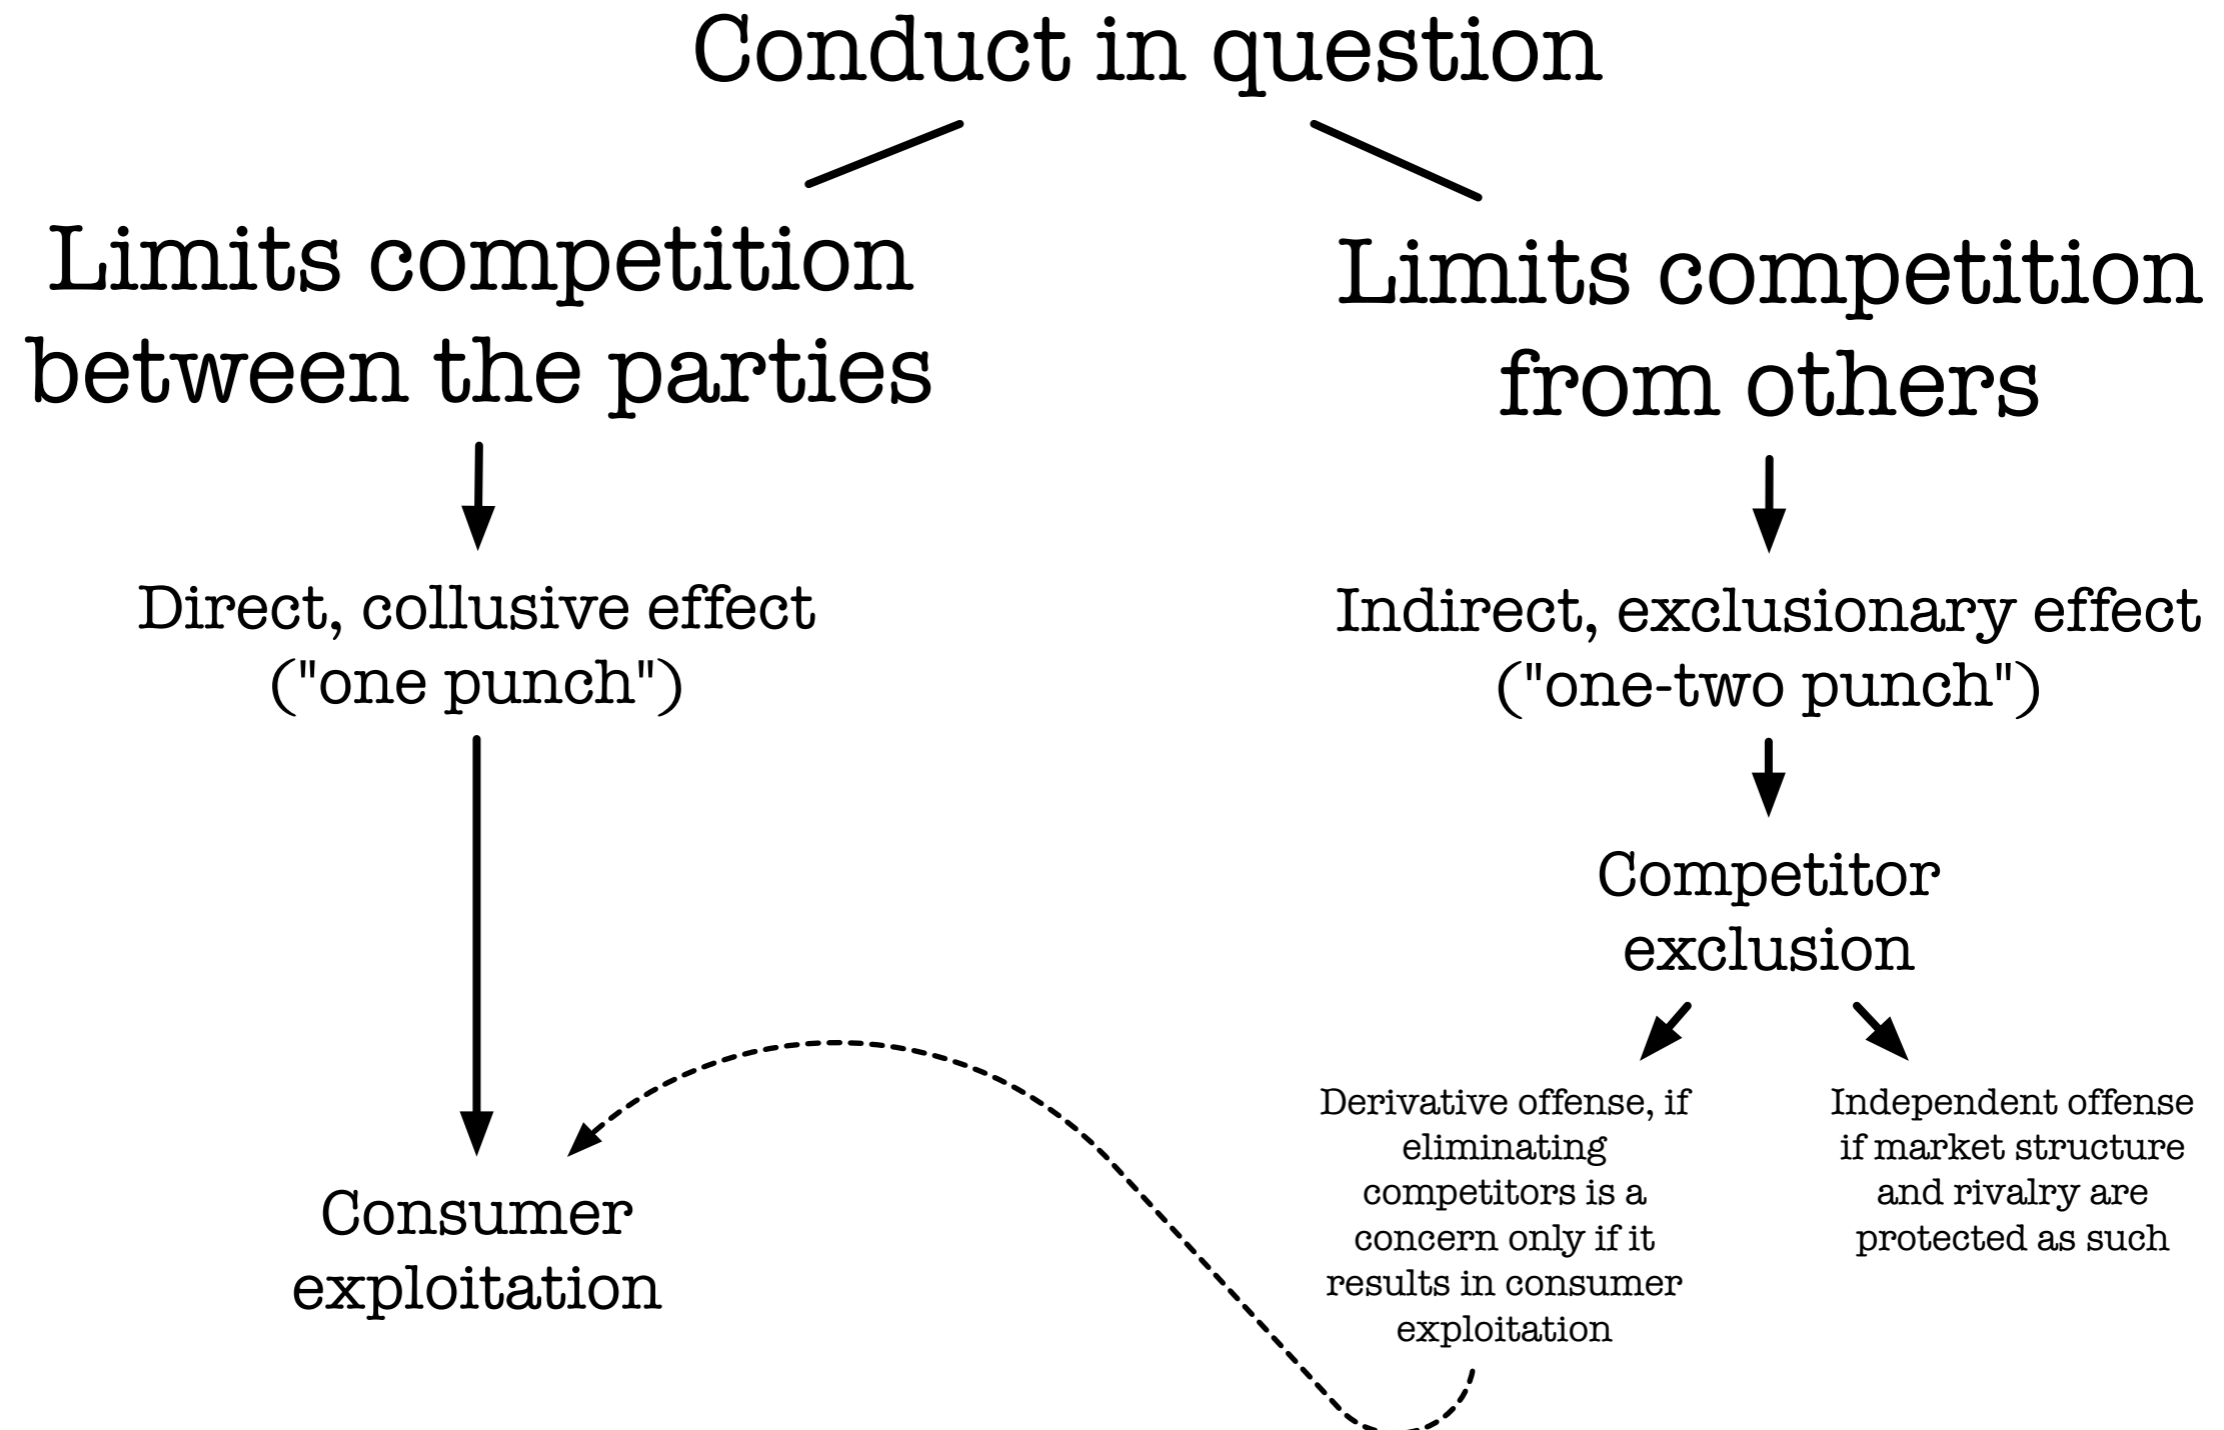 Conduct in question
Limits competition
between the parties
Direct, collusive effect
("one punch")
Consumer
exploitation
Limits competition
from others
Indirect, exclusionary effect
("one-two punch")
Competitor
exclusion
Derivative offense, if
eliminating
competitors is a
concern only if it
results in consumer
exploitation
Independent offense
if market structure
and rivalry are
protected as such